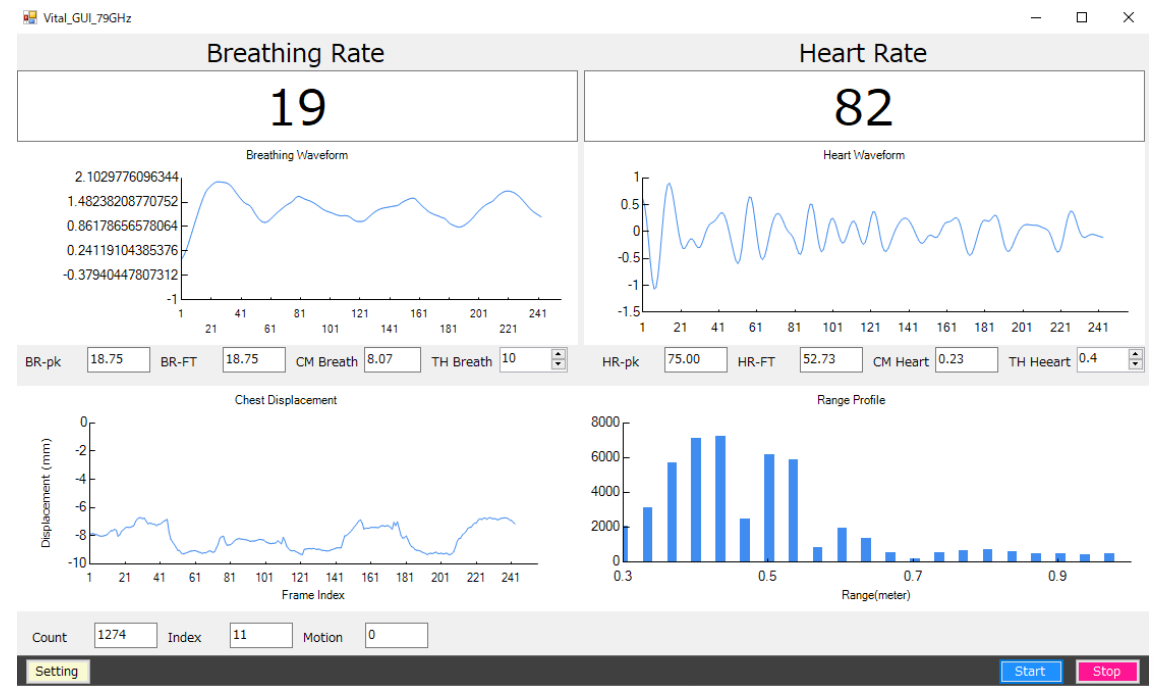 Vital_GUI_79GHz
Breathing Rate
Heart Rate
19
82
Breathing Waveform
2.1029776096344
1.48238208770752
0.86178656578064
0.24119104385376
-0.37940447807312
-1
1 41 81 121 161 201 241
21 61 101 141 181 221
Heart Waveform
1
0.5
0
-0.5
-1
-1.5
1 21 41 61 81 101 121 141 161 181 201 221 241
BR-pk 18.75 BR-FT 18.75 CM Breath 8.07 TH Breath 10
HR-pk 75.00 HR-FT 52.73 CM Heart 0.23 TH Heeart 0.4
Chest Displacement
Displacement (mm)
0
-2
-4
-6
-8
-10
1 21 41 61 81 101 121 141 161 181 201 221 241
Frame Index
Range Profile
8000
6000
4000
2000
0
0.3 0.5 0.7 0.9
Range(meter)
Count 1274 Index 11 Motion 0
Setting
Start
Stop